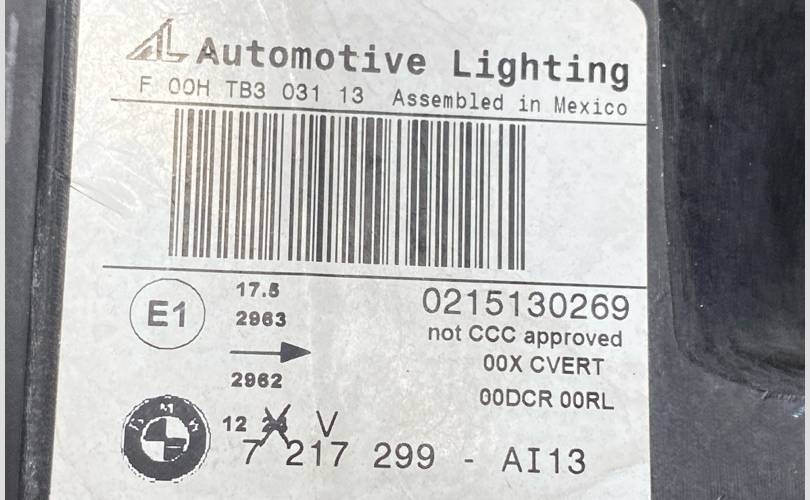 AL Automotive Lighting
F 00H TB3 031 13 Assembled in Mexico
E1
17.5
2963
2962
0215130269
not CCC approved
00X CVERT
00DCR 00RL
12 V
7 217 299 - AI13